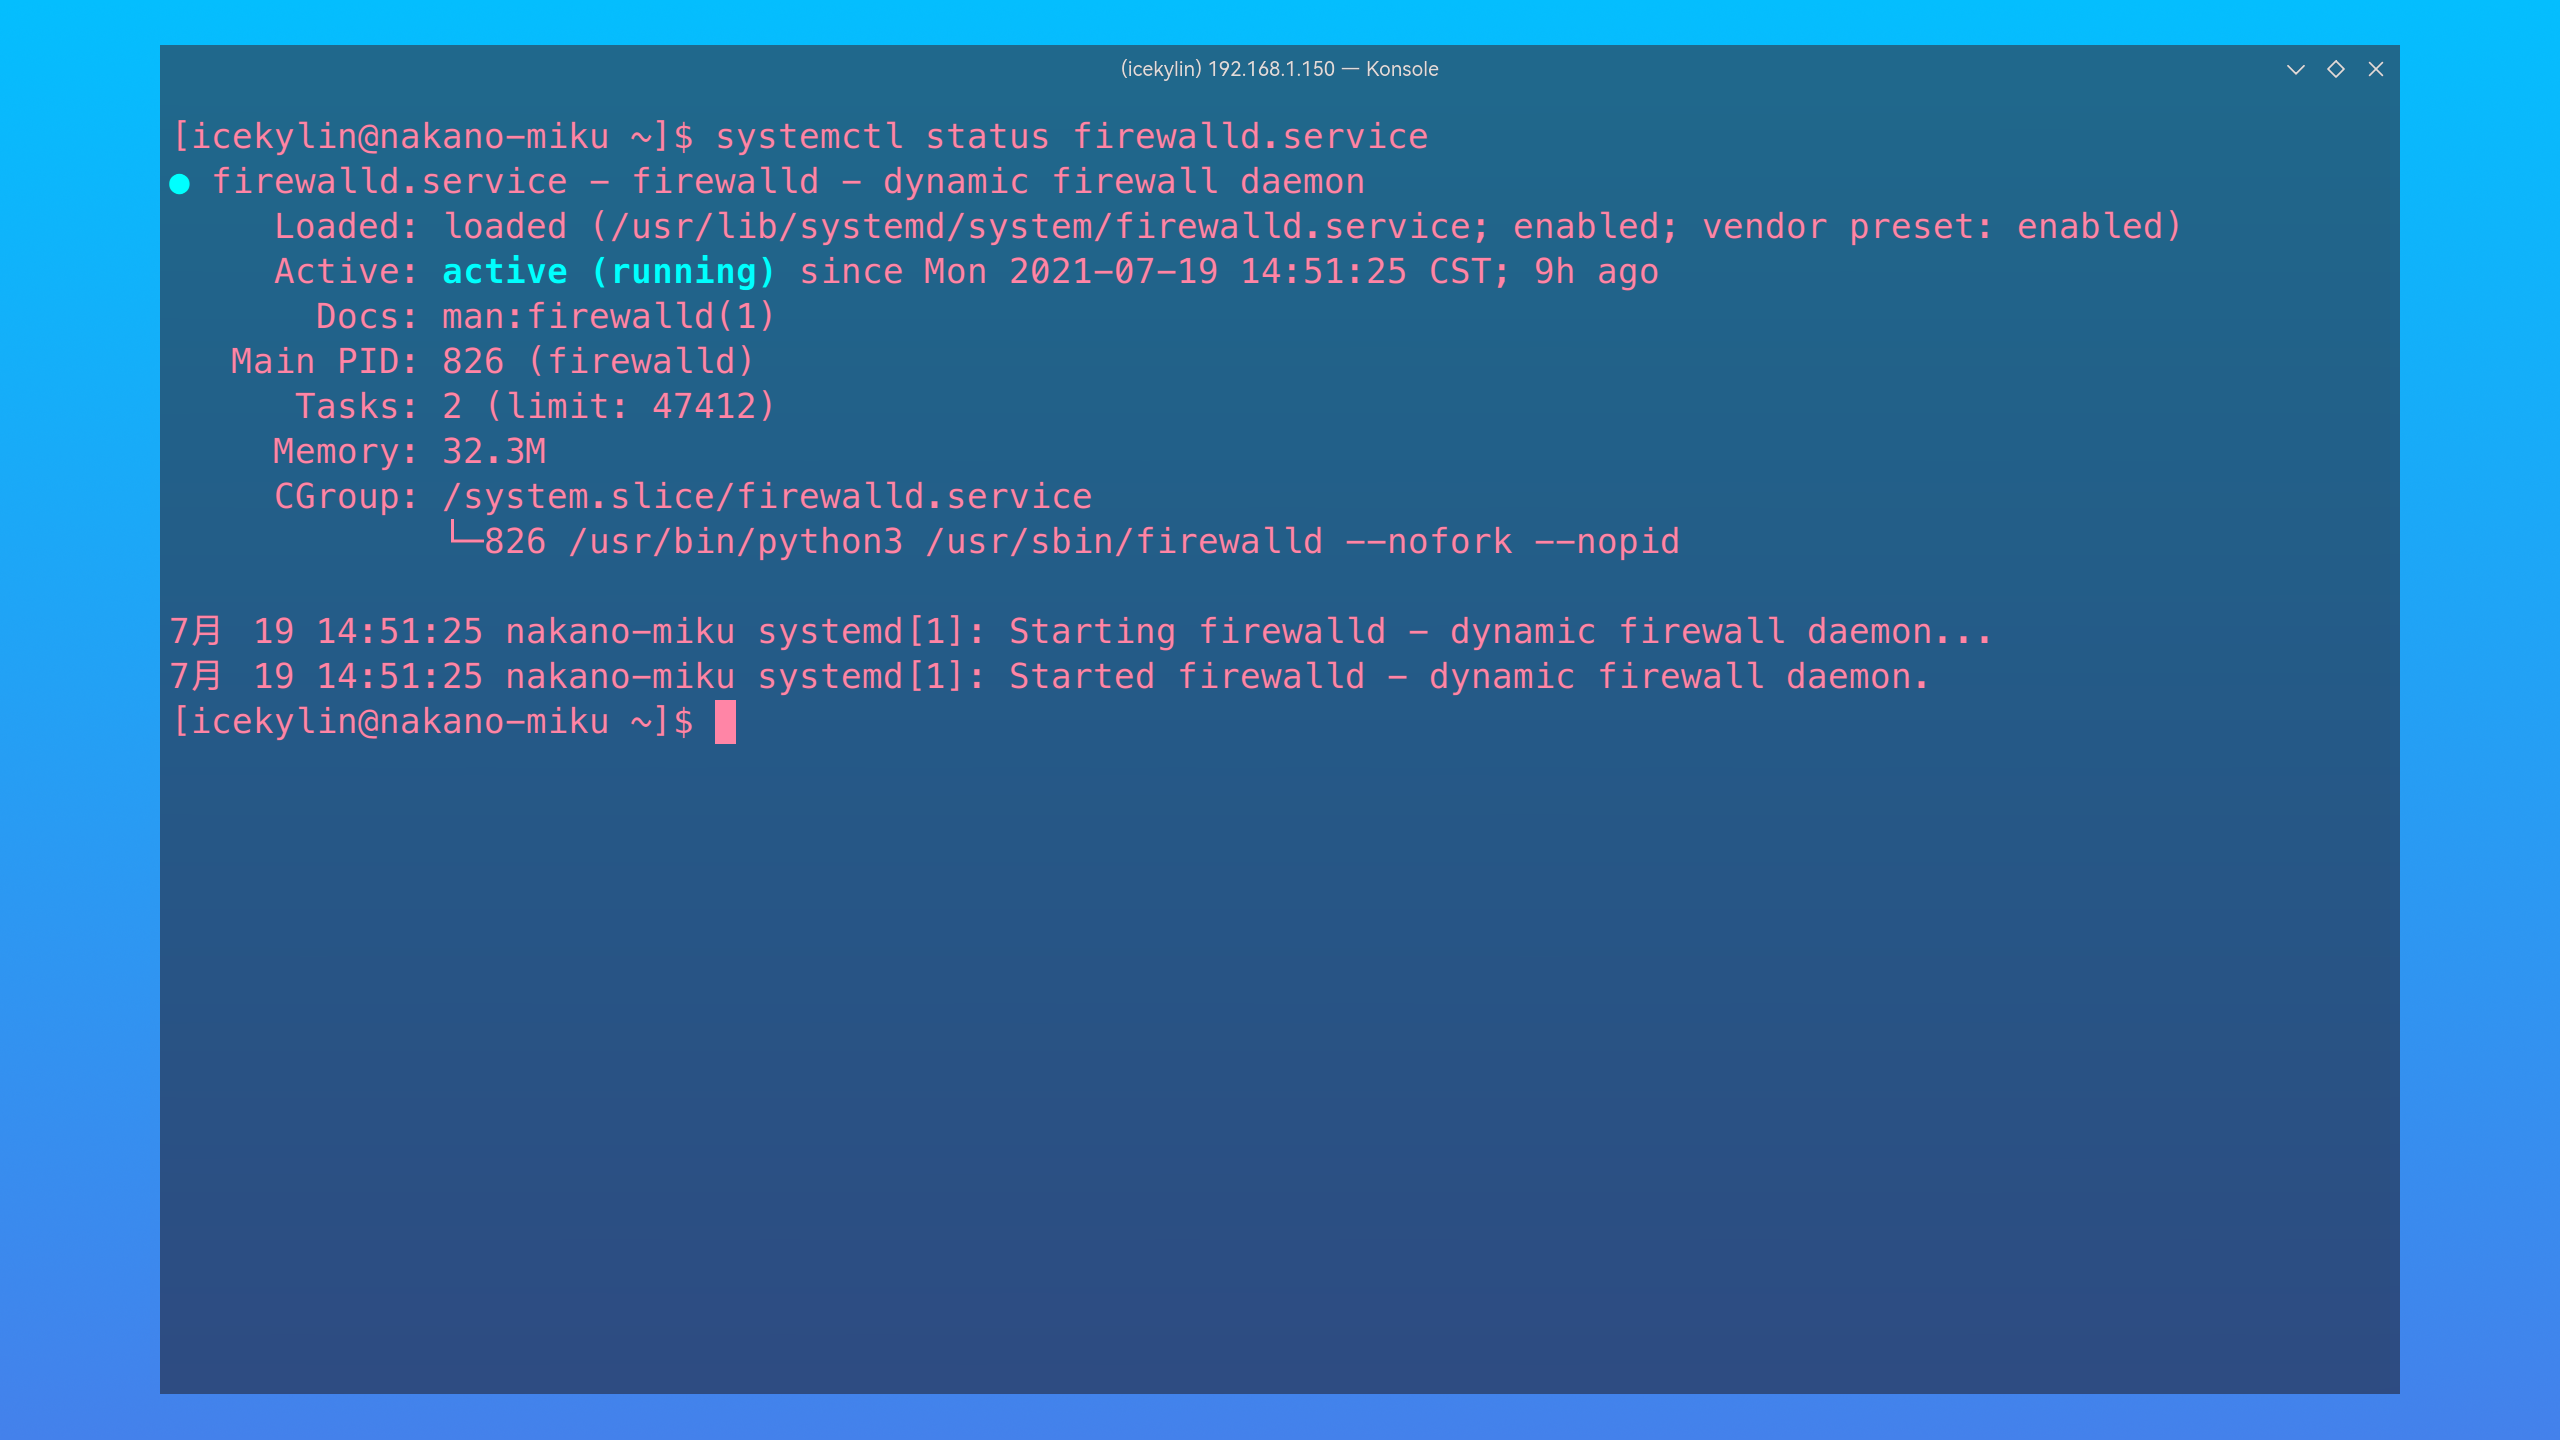 (icekylin) 192.168.1.150 — Konsole
[icekylin@nakano-miku ~]$ systemctl status firewalld.service
● firewalld.service - firewalld - dynamic firewall daemon
     Loaded: loaded (/usr/lib/systemd/system/firewalld.service; enabled; vendor preset: enabled)
     Active: active (running) since Mon 2021-07-19 14:51:25 CST; 9h ago
       Docs: man:firewalld(1)
   Main PID: 826 (firewalld)
      Tasks: 2 (limit: 47412)
     Memory: 32.3M
     CGroup: /system.slice/firewalld.service
             └─826 /usr/bin/python3 /usr/sbin/firewalld --nofork --nopid
7月 19 14:51:25 nakano-miku systemd[1]: Starting firewalld - dynamic firewall daemon...
7月 19 14:51:25 nakano-miku systemd[1]: Started firewalld - dynamic firewall daemon.
[icekylin@nakano-miku ~]$